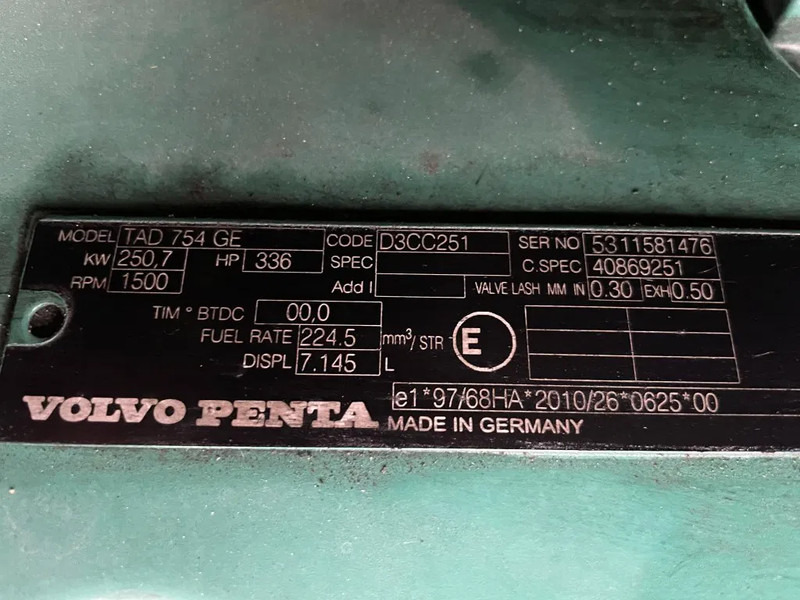 MODEL TAD 754 GE CODE D3CC251 SER NO 5311581476
KW 250,7 HP 336 SPEC C.SPEC 40869251
RPM 1500 Add I VALVE LASH MM IN 0.30 EXH 0.50
TIM ° BTDC 00,0
FUEL RATE 224.5 mm³/STR E
DISPL 7.145 L
e1*97/68HA*2010/26*0625*00
VOLVO PENTA MADE IN GERMANY